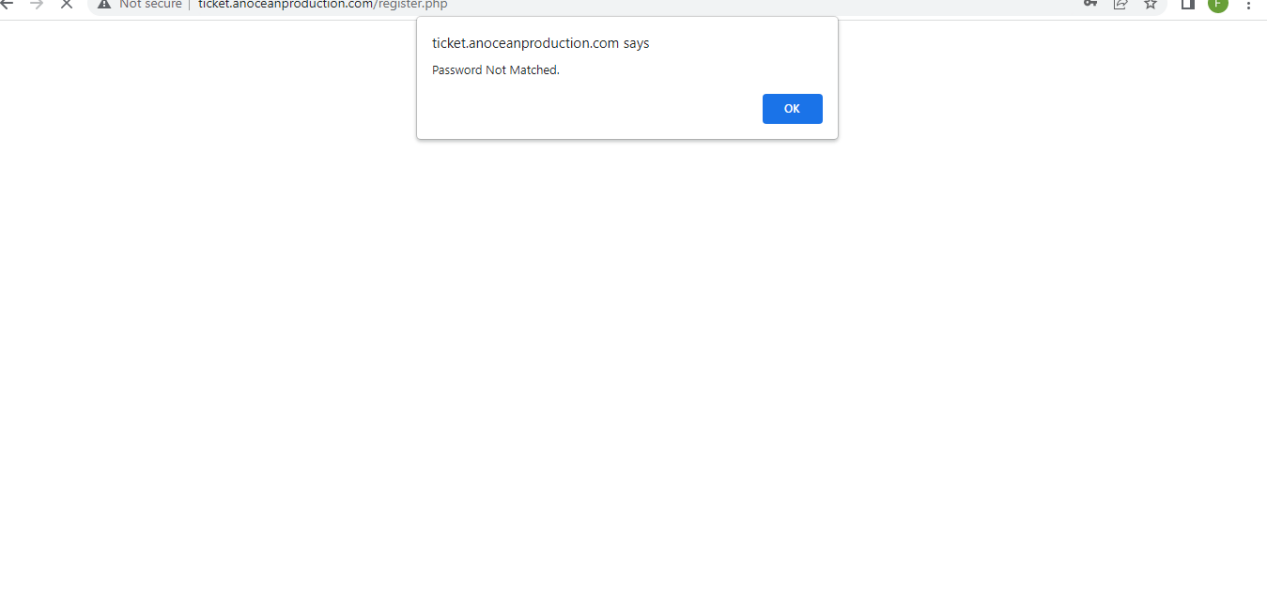 Not secure | ticket.anoceanproduction.com/register.php
F
ticket.anoceanproduction.com says
Password Not Matched.
OK